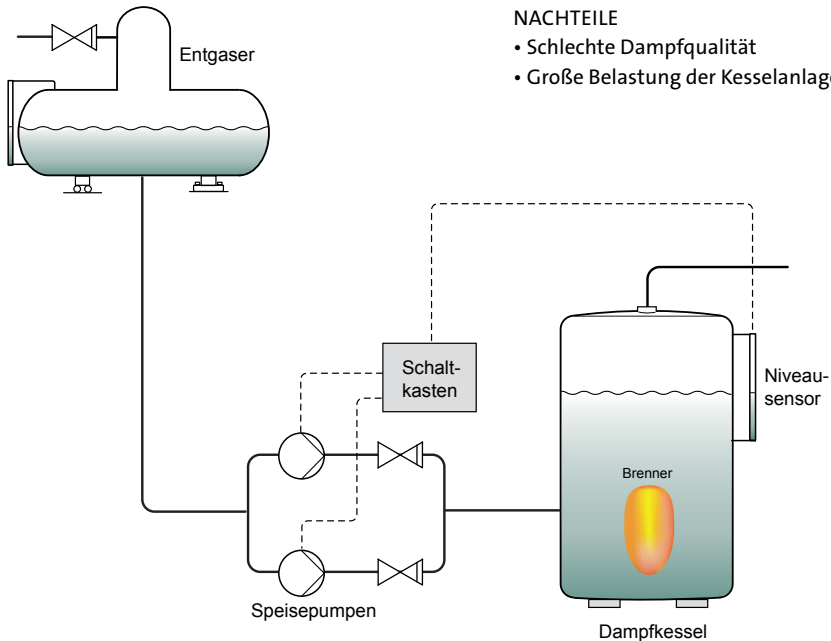 NACHTEILE
• Schlechte Dampfqualität
• Große Belastung der Kesselanlage
Entgaser
Schalt-
kasten
Niveau-
sensor
Brenner
Speisepumpen
Dampfkessel